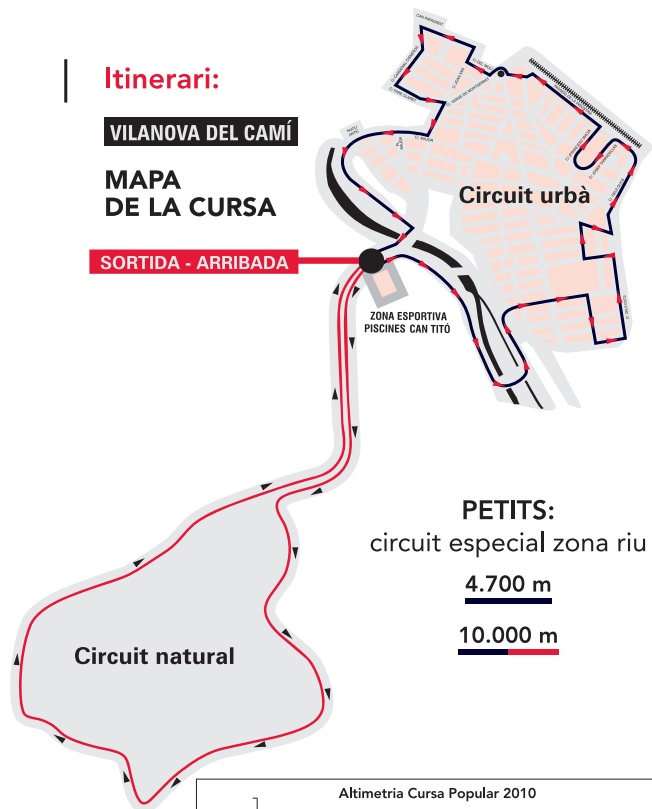 Itinerari:
VILANOVA DEL CAMÍ
MAPA
DE LA CURSA
SORTIDA - ARRIBADA
Circuit urbà
ZONA ESPORTIVA
PISCINES CAN TITÓ
PETITS:
circuit especial zona riu
4.700 m
10.000 m
Circuit natural
Altimetria Cursa Popular 2010